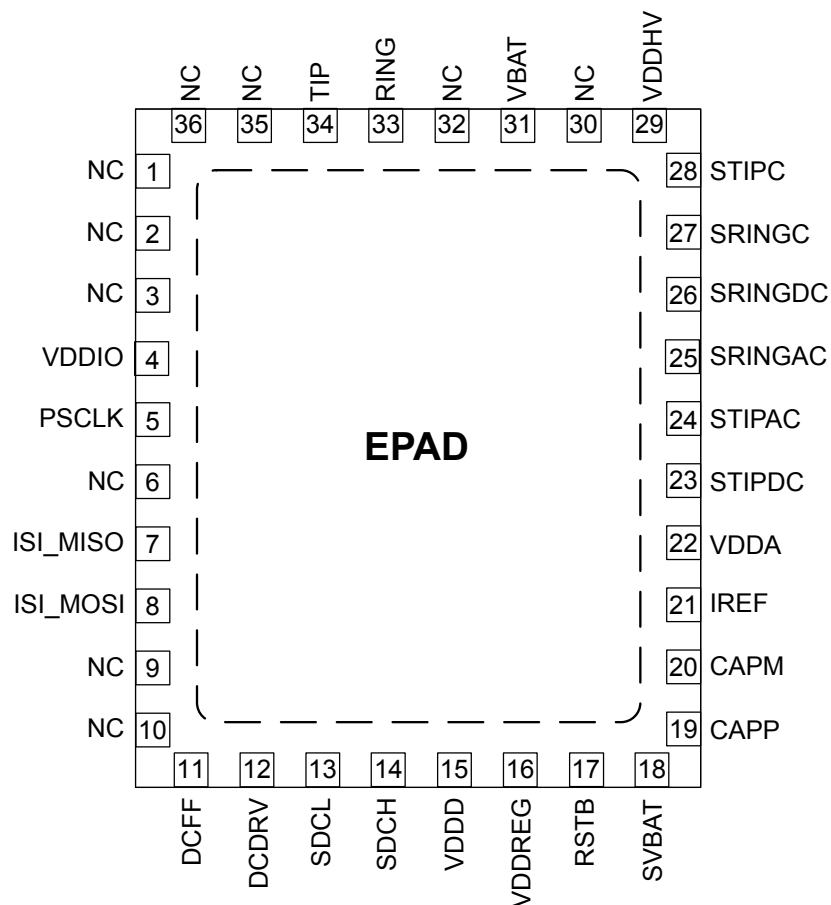 NC NC TIP RING NC VBAT NC VDDHV
36 35 34 33 32 31 30 29
NC 1 28 STIPC
NC 2 27 SRINGC
NC 3 26 SRINGDC
VDDIO 4 25 SRINGAC
PSCLK 5 24 STIPAC
EPAD
NC 6 23 STIPDC
ISI_MISO 7 22 VDDA
ISI_MOSI 8 21 IREF
NC 9 20 CAPM
NC 10 19 CAPP
11 12 13 14 15 16 17 18
DCFF DCDRV SDCL SDCH VDDD VDDREG RSTB SVBAT